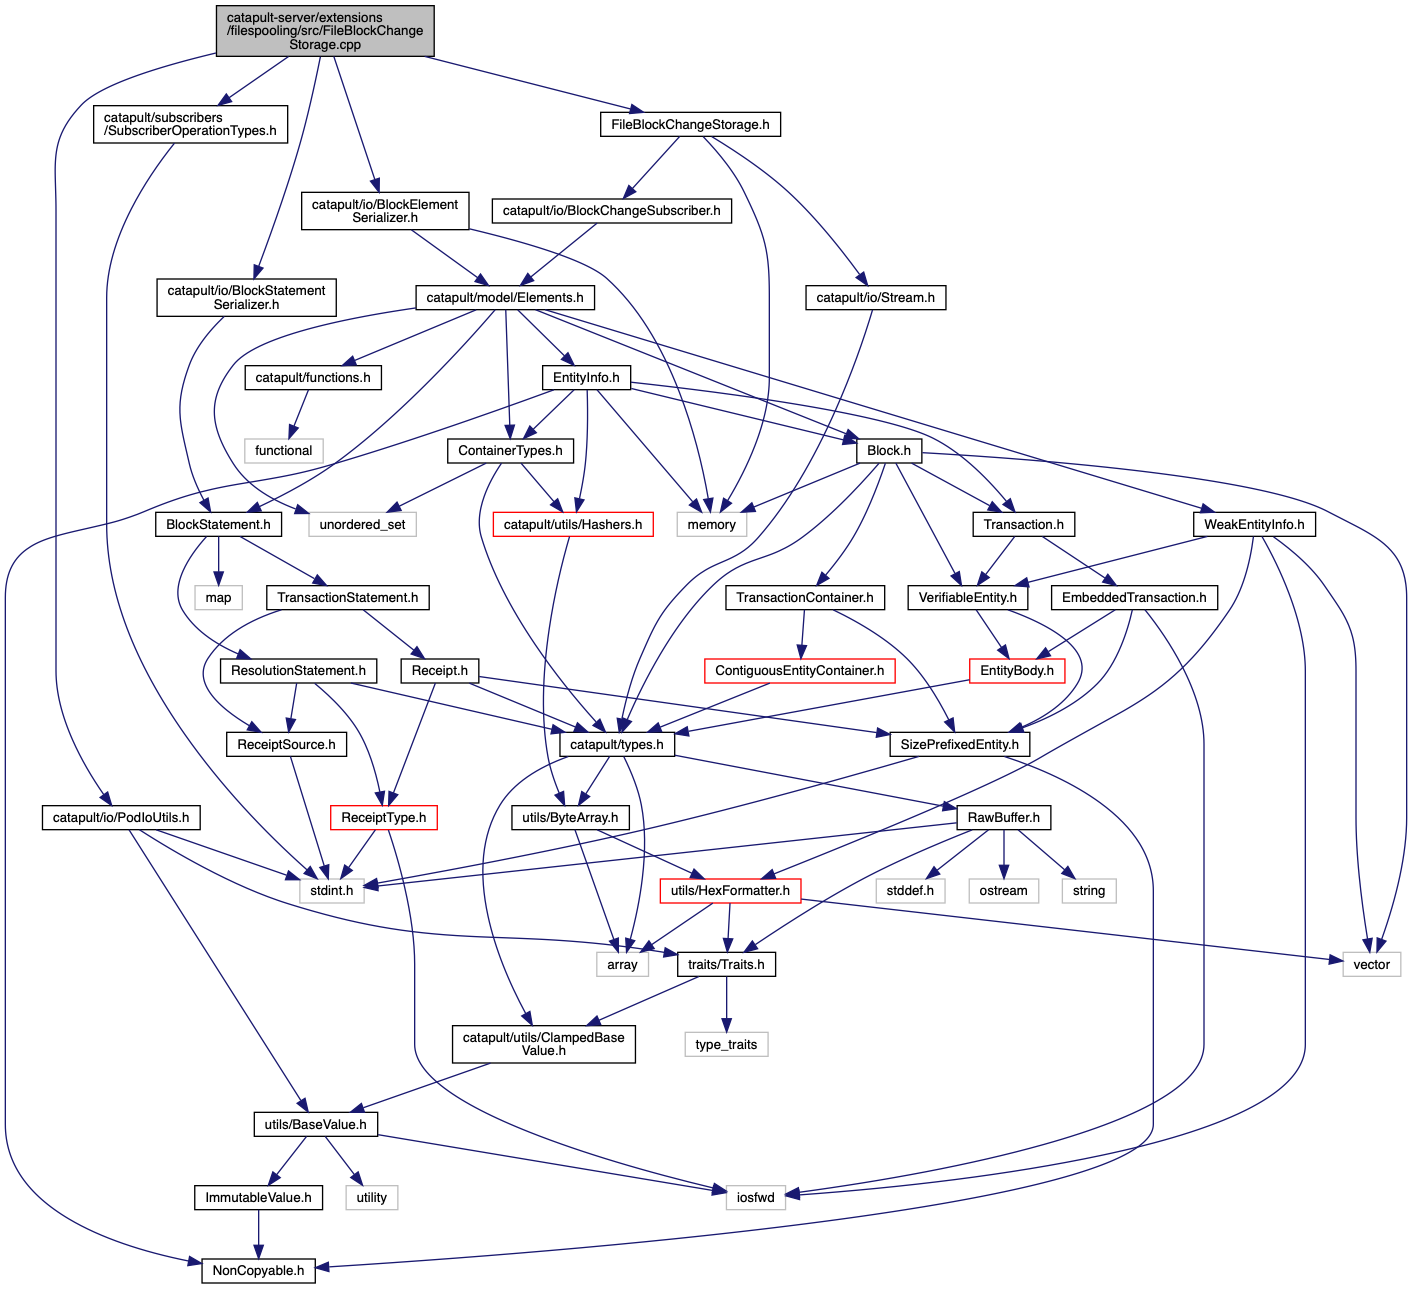 catapult-server/extensions
/filespooling/src/FileBlockChange
Storage.cpp
catapult/subscribers
/SubscriberOperationTypes.h
FileBlockChangeStorage.h
catapult/io/BlockElement
Serializer.h
catapult/io/BlockChangeSubscriber.h
catapult/io/BlockStatement
Serializer.h
catapult/model/Elements.h
catapult/io/Stream.h
catapult/functions.h
EntityInfo.h
functional
ContainerTypes.h
Block.h
BlockStatement.h
unordered_set
catapult/utils/Hashers.h
memory
Transaction.h
WeakEntityInfo.h
map
TransactionStatement.h
TransactionContainer.h
VerifiableEntity.h
EmbeddedTransaction.h
ResolutionStatement.h
Receipt.h
ContiguousEntityContainer.h
EntityBody.h
ReceiptSource.h
catapult/types.h
SizePrefixedEntity.h
catapult/io/PodIoUtils.h
ReceiptType.h
utils/ByteArray.h
RawBuffer.h
stdint.h
utils/HexFormatter.h
stddef.h
ostream
string
array
traits/Traits.h
vector
catapult/utils/ClampedBase
Value.h
type_traits
utils/BaseValue.h
ImmutableValue.h
utility
iosfwd
NonCopyable.h